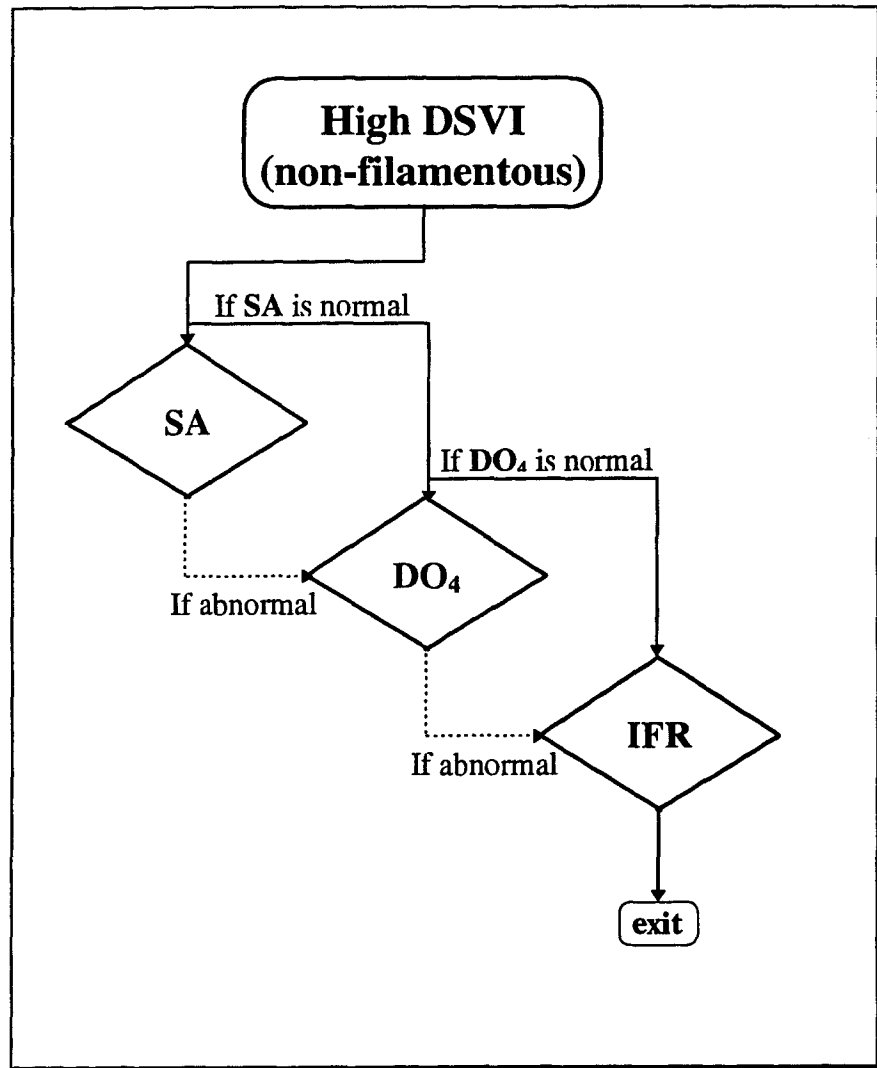 High DSVI
(non-filamentous)
If SA is normal
SA
If DO₄ is normal
If abnormal
DO₄
If abnormal
IFR
exit